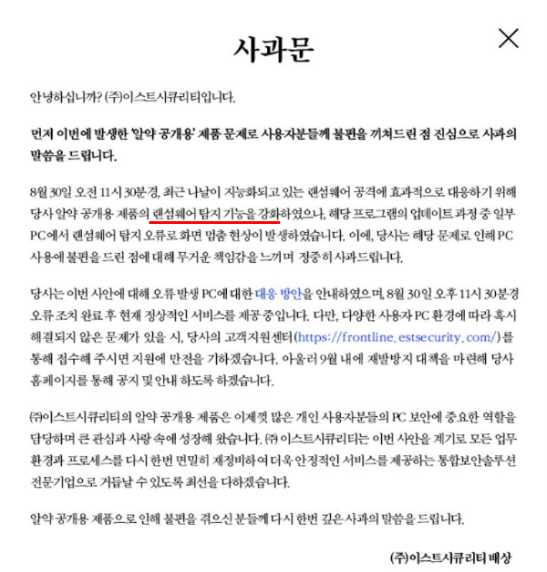 사과문
안녕하십니까? (주)이스트시큐리티입니다.
먼저 이번에 발생한 '알약 공개용' 제품 문제로 사용자분들께 불편을 끼쳐드린 점 진심으로 사과의
말씀을 드립니다.
8월 30일 오전 11시 30분경, 최근 나날이 지능화되고 있는 랜섬웨어 공격에 효과적으로 대응하기 위해
당사 알약 공개용 제품의 랜섬웨어 탐지 기능을 강화하였으나, 해당 프로그램의 업데이트 과정 중 일부
PC에서 랜섬웨어 탐지 오류로 화면 멈춤 현상이 발생하였습니다. 이에, 당사는 해당 문제로 인해 PC
사용에 불편을 드린 점에 대해 무거운 책임감을 느끼며 정중히 사과드립니다.
당사는 이번 사안에 대해 오류 발생 PC에 대한 대응 방안을 안내하였으며, 8월 30일 오후 11시 30분경
오류 조치 완료 후 현재 정상적인 서비스를 제공 중입니다. 다만, 다양한 사용자 PC 환경에 따라 혹시
해결되지 않은 문제가 있을 시, 당사의 고객지원센터(https://frontline.estsecurity.com/)를
통해 접수해 주시면 지원에 만전을 기하겠습니다. 아울러 9월 내에 재발방지 대책을 마련해 당사
홈페이지를 통해 공지 및 안내 하도록 하겠습니다.
㈜이스트시큐리티의 알약 공개용 제품은 이제껏 많은 개인 사용자분들의 PC 보안에 중요한 역할을
담당하며 큰 관심과 사랑 속에 성장해 왔습니다. ㈜ 이스트시큐리티는 이번 사안을 계기로 모든 업무
환경과 프로세스를 다시 한번 면밀히 재정비하여 더욱 안정적인 서비스를 제공하는 통합보안솔루션
전문기업으로 거듭날 수 있도록 최선을 다하겠습니다.
알약 공개용 제품으로 인해 불편을 겪으신 분들께 다시 한번 깊은 사과의 말씀을 드립니다.
(주)이스트시큐리티 배상